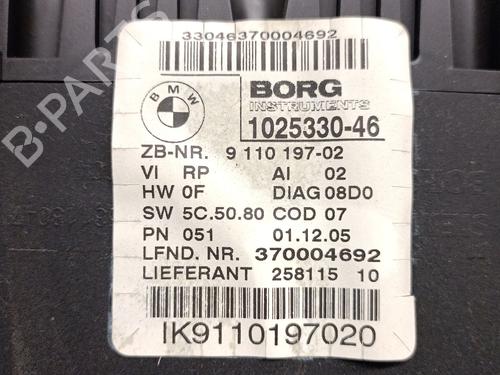 33046370004692
BMW
BORG
INSTRUMENTS
1025330-46
ZB-NR. 9 110 197-02
VI RP AI 02
HW 0F DIAG 08D0
SW 5C.50.80 COD 07
PN 051 01.12.05
LFND. NR. 370004692
LIEFERANT 258115 10
IK9110197020